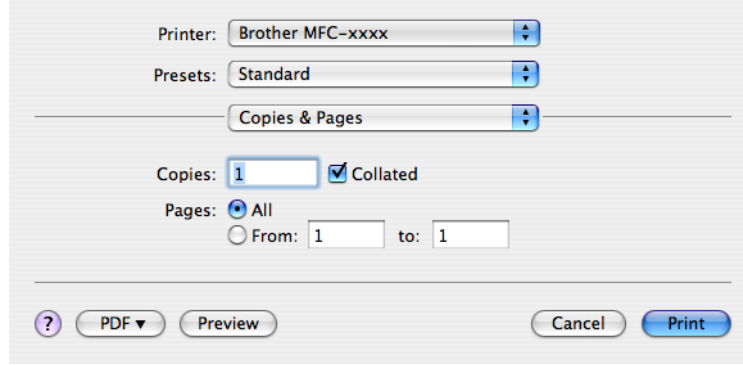 Printer: Brother MFC-xxxx
Presets: Standard
Copies & Pages
Copies: 1 Collated
Pages: All
From: 1 to: 1
? PDF ▼ Preview Cancel Print